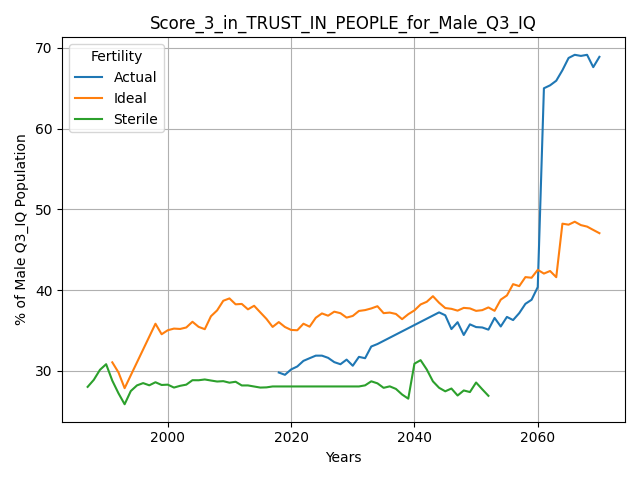 Score_3_in_TRUST_IN_PEOPLE_for_Male_Q3_IQ
% of Male Q3_IQ Population
70
60
50
40
30
Fertility
Actual
Ideal
Sterile
2000
2020
2040
2060
Years